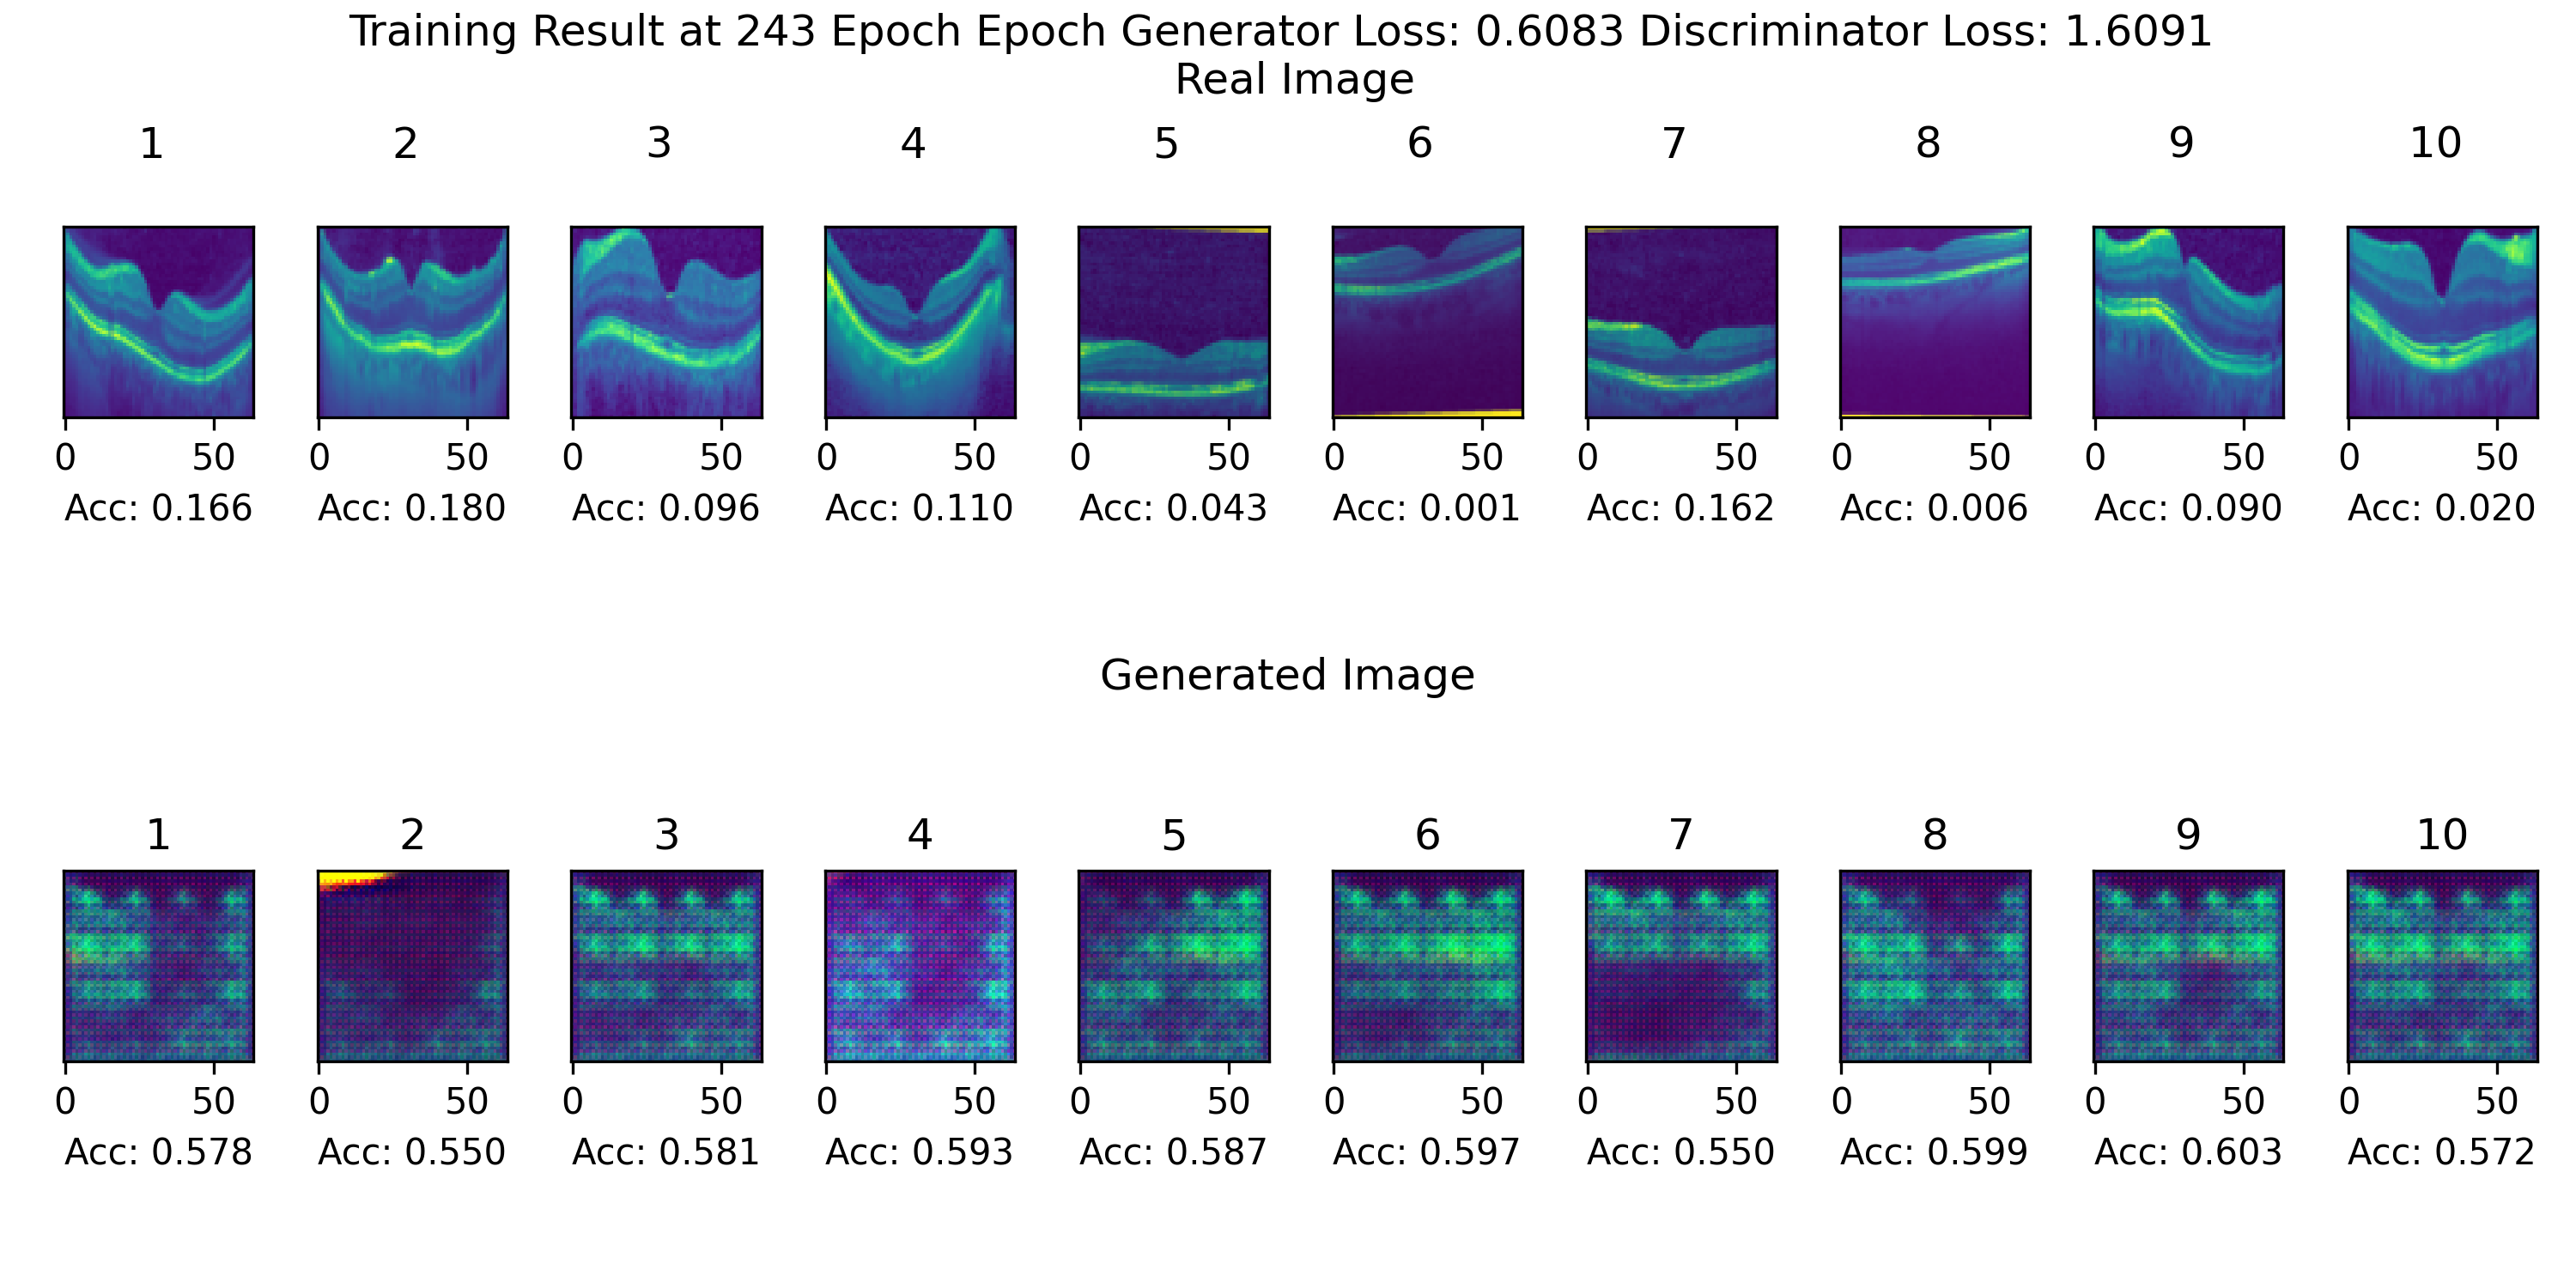 Training Result at 243 Epoch Epoch Generator Loss: 0.6083 Discriminator Loss: 1.6091
Real Image
1 2 3 4 5 6 7 8 9 10
0 50 0 50 0 50 0 50 0 50 0 50 0 50 0 50 0 50 0 50
Acc: 0.166 Acc: 0.180 Acc: 0.096 Acc: 0.110 Acc: 0.043 Acc: 0.001 Acc: 0.162 Acc: 0.006 Acc: 0.090 Acc: 0.020
Generated Image
1 2 3 4 5 6 7 8 9 10
0 50 0 50 0 50 0 50 0 50 0 50 0 50 0 50 0 50 0 50
Acc: 0.578 Acc: 0.550 Acc: 0.581 Acc: 0.593 Acc: 0.587 Acc: 0.597 Acc: 0.550 Acc: 0.599 Acc: 0.603 Acc: 0.572